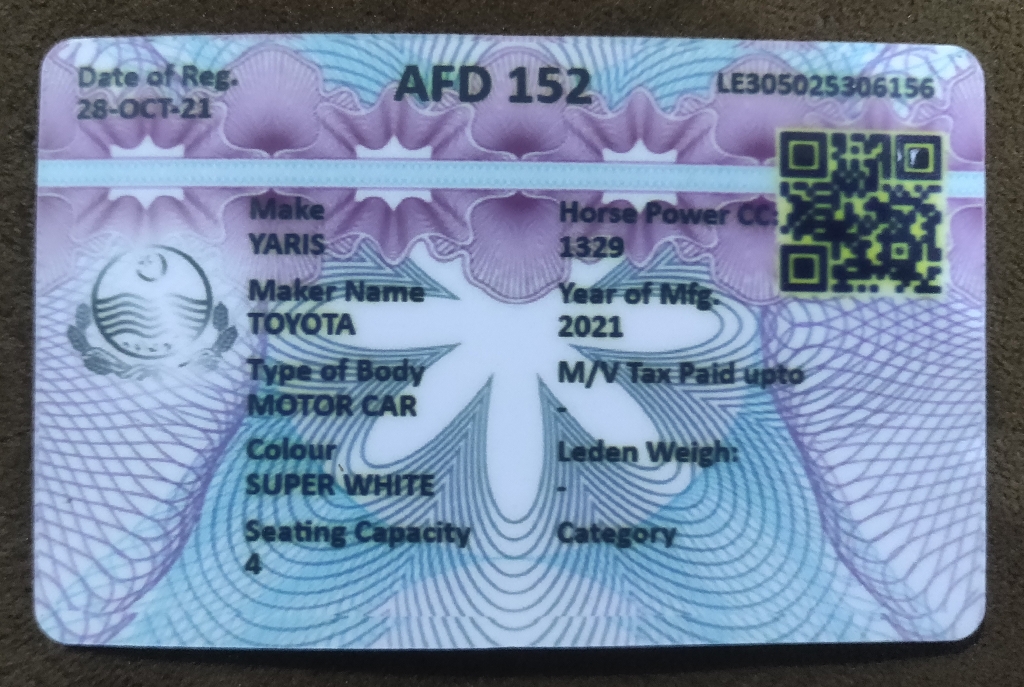 Date of Reg.
28-OCT-21
AFD 152
LE305025306156
Make
YARIS
Horse Power CC:
1329
Maker Name
TOYOTA
Year of Mfg.
2021
Type of Body
MOTOR CAR
M/V Tax Paid upto
-
Colour
SUPER WHITE
Leden Weigh:
-
Seating Capacity
4
Category